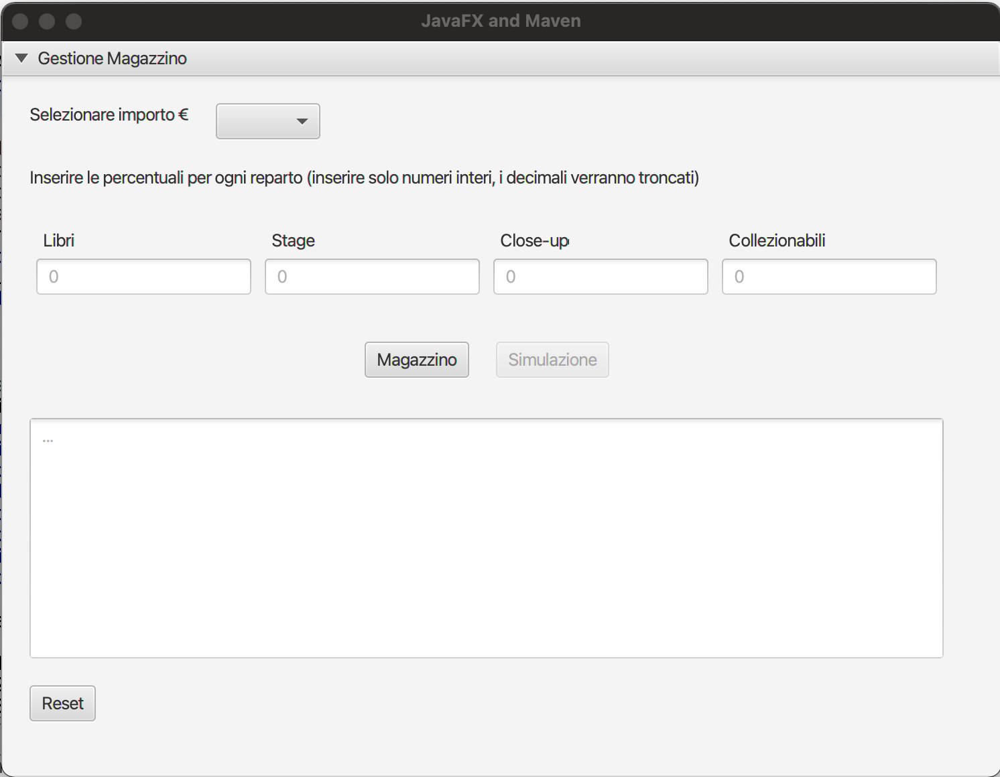 JavaFX and Maven
Gestione Magazzino
Selezionare importo €
Inserire le percentuali per ogni reparto (inserire solo numeri interi, i decimali verranno troncati)
Libri Stage Close-up Collezionabili
0 0 0 0
Magazzino Simulazione
...
Reset